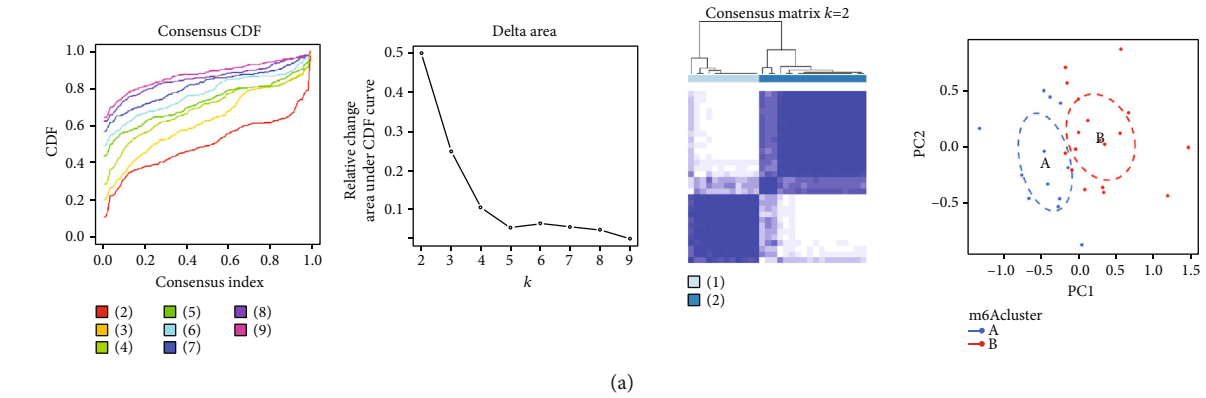 Consensus CDF
CDF
1.0
0.8
0.6
0.4
0.2
0.0
0.0 0.2 0.4 0.6 0.8 1.0
Consensus index
(2) (5) (8)
(3) (6) (9)
(4) (7)
Delta area
Relative change
area under CDF curve
0.5
0.4
0.3
0.2
0.1
2 3 4 5 6 7 8 9
k
Consensus matrix k=2
(1)
(2)
PC2
0.5
0.0
−0.5
A
B
−1.0 −0.5 0.0 0.5 1.0 1.5
PC1
m6Acluster
A
B
(a)